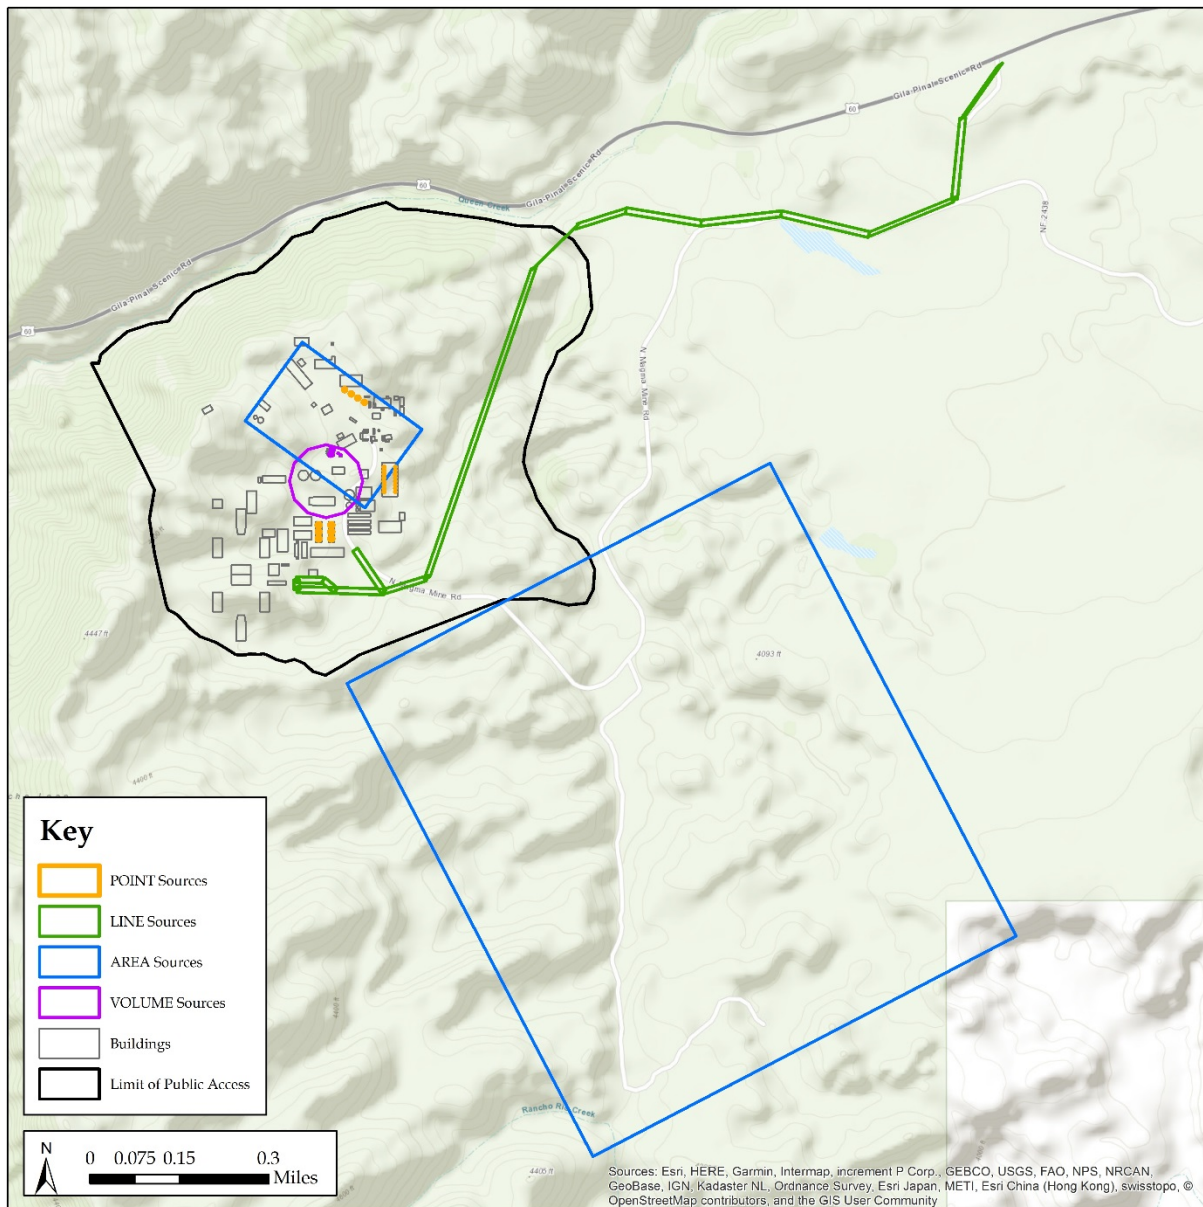 Gila-Pinal-Scenic-Rd
60
Gila-Pinal-Scenic-Rd
60
Queen Creek
NF-2438
Gila-Pinal-Scenic-Rd
60
N Magma Mine Rd
N Magma Mine Rd
4447 ft
4093 ft
4400 ft
4400 ft
Key
POINT Sources
LINE Sources
AREA Sources
VOLUME Sources
Buildings
Limit of Public Access
Rancho Rio Creek
4405 ft
N
0 0.075 0.15 0.3
Miles
Sources: Esri, HERE, Garmin, Intermap, increment P Corp., GEBCO, USGS, FAO, NPS, NRCAN,
GeoBase, IGN, Kadaster NL, Ordnance Survey, Esri Japan, METI, Esri China (Hong Kong), swisstopo, ©
OpenStreetMap contributors, and the GIS User Community